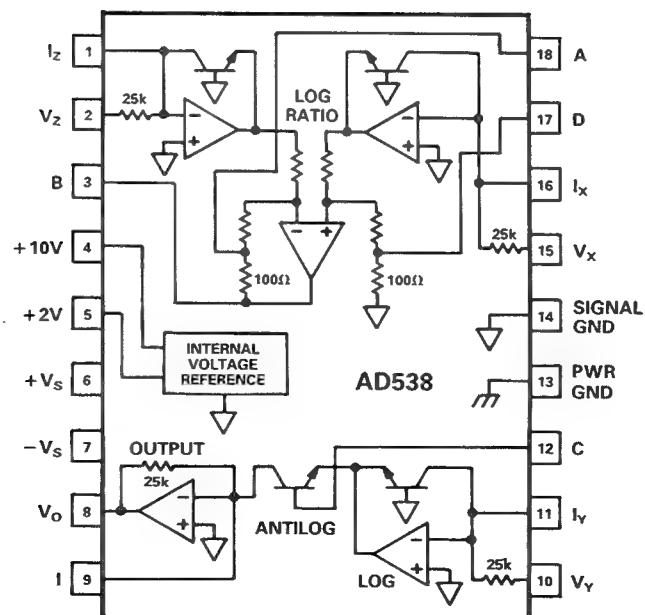 I_Z 1
V_Z 2
25k
B 3
+10V 4
+2V 5
+V_S 6
-V_S 7
V_O 8
I 9
LOG
RATIO
100Ω
100Ω
INTERNAL
VOLTAGE
REFERENCE
AD538
OUTPUT
25k
ANTILOG
LOG
18 A
17 D
16 I_X
25k
15 V_X
14 SIGNAL
GND
13 PWR
GND
12 C
11 I_Y
25k
10 V_Y